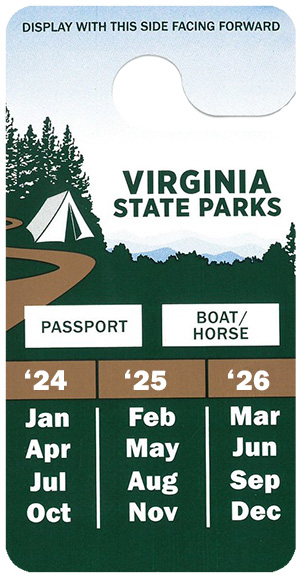 DISPLAY WITH THIS SIDE FACING FORWARD
VIRGINIA
STATE PARKS
PASSPORT
BOAT/
HORSE
‘24 ‘25 ‘26
Jan Feb Mar
Apr May Jun
Jul Aug Sep
Oct Nov Dec